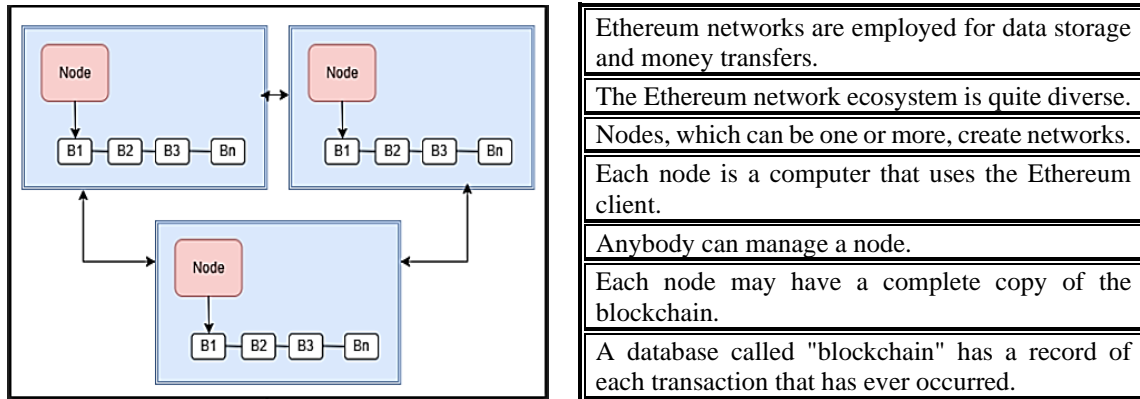 Node
B1 B2 B3 Bn
Node
B1 B2 B3 Bn
Node
B1 B2 B3 Bn
Ethereum networks are employed for data storage
and money transfers.
The Ethereum network ecosystem is quite diverse.
Nodes, which can be one or more, create networks.
Each node is a computer that uses the Ethereum
client.
Anybody can manage a node.
Each node may have a complete copy of the
blockchain.
A database called "blockchain" has a record of
each transaction that has ever occurred.